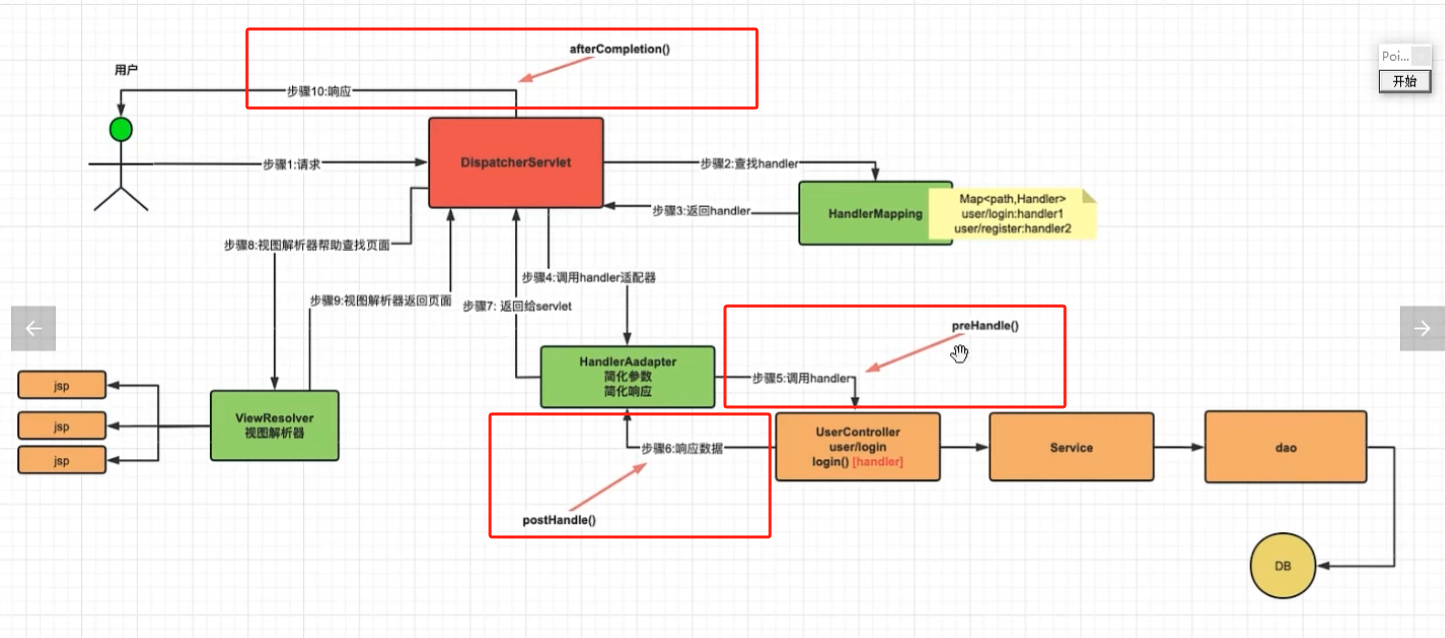 afterCompletion()
用户
步骤10:响应
Poi...
开始
步骤1:请求
DispatcherServlet
步骤2:查找handler
步骤3:返回handler
HandlerMapping
Map<path,Handler>
user/login:handler1
user/register:handler2
步骤8:视图解析器帮助查找页面
步骤4:调用handler适配器
步骤9:视图解析器返回页面
步骤7: 返回给servlet
preHandle()
HandlerAadapter
简化参数
简化响应
步骤5:调用handler
jsp
jsp
jsp
ViewResolver
视图解析器
步骤6:响应数据
UserController
user/login
login() [handler]
Service
dao
postHandle()
DB